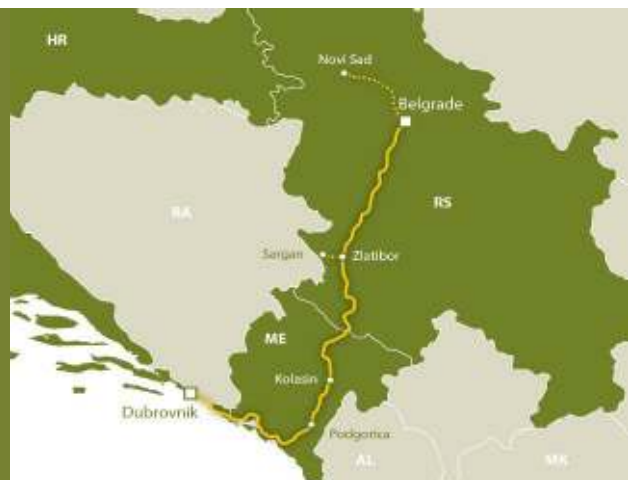 HR
Novi Sad
Belgrade
BA
RS
Sargan
Zlatibor
ME
Kolasin
Dubrovnik
Podgorica
AL
MK